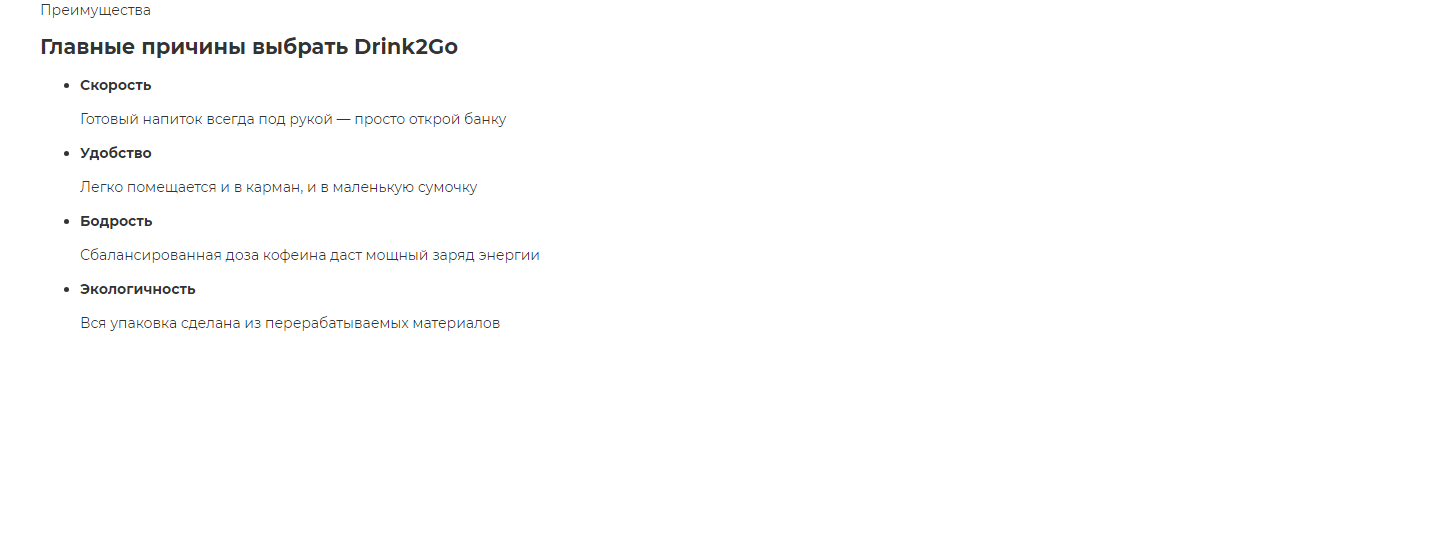 Преимущества
Главные причины выбрать Drink2Go
Скорость
Готовый напиток всегда под рукой — просто открой банку
Удобство
Легко помещается и в карман, и в маленькую сумочку
Бодрость
Сбалансированная доза кофеина даст мощный заряд энергии
Экологичность
Вся упаковка сделана из перерабатываемых материалов